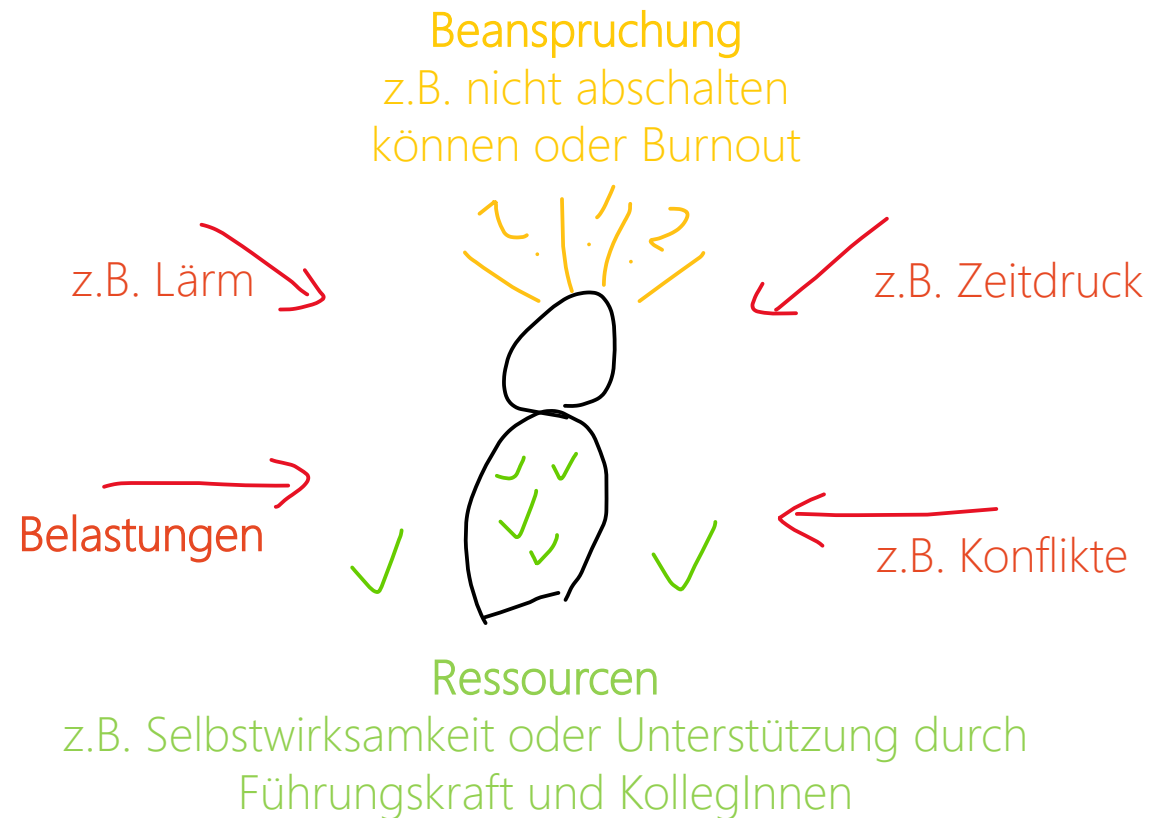 Beanspruchung
z.B. nicht abschalten
können oder Burnout
z.B. Lärm
z.B. Zeitdruck
Belastungen
z.B. Konflikte
Ressourcen
z.B. Selbstwirksamkeit oder Unterstützung durch
Führungskraft und KollegInnen